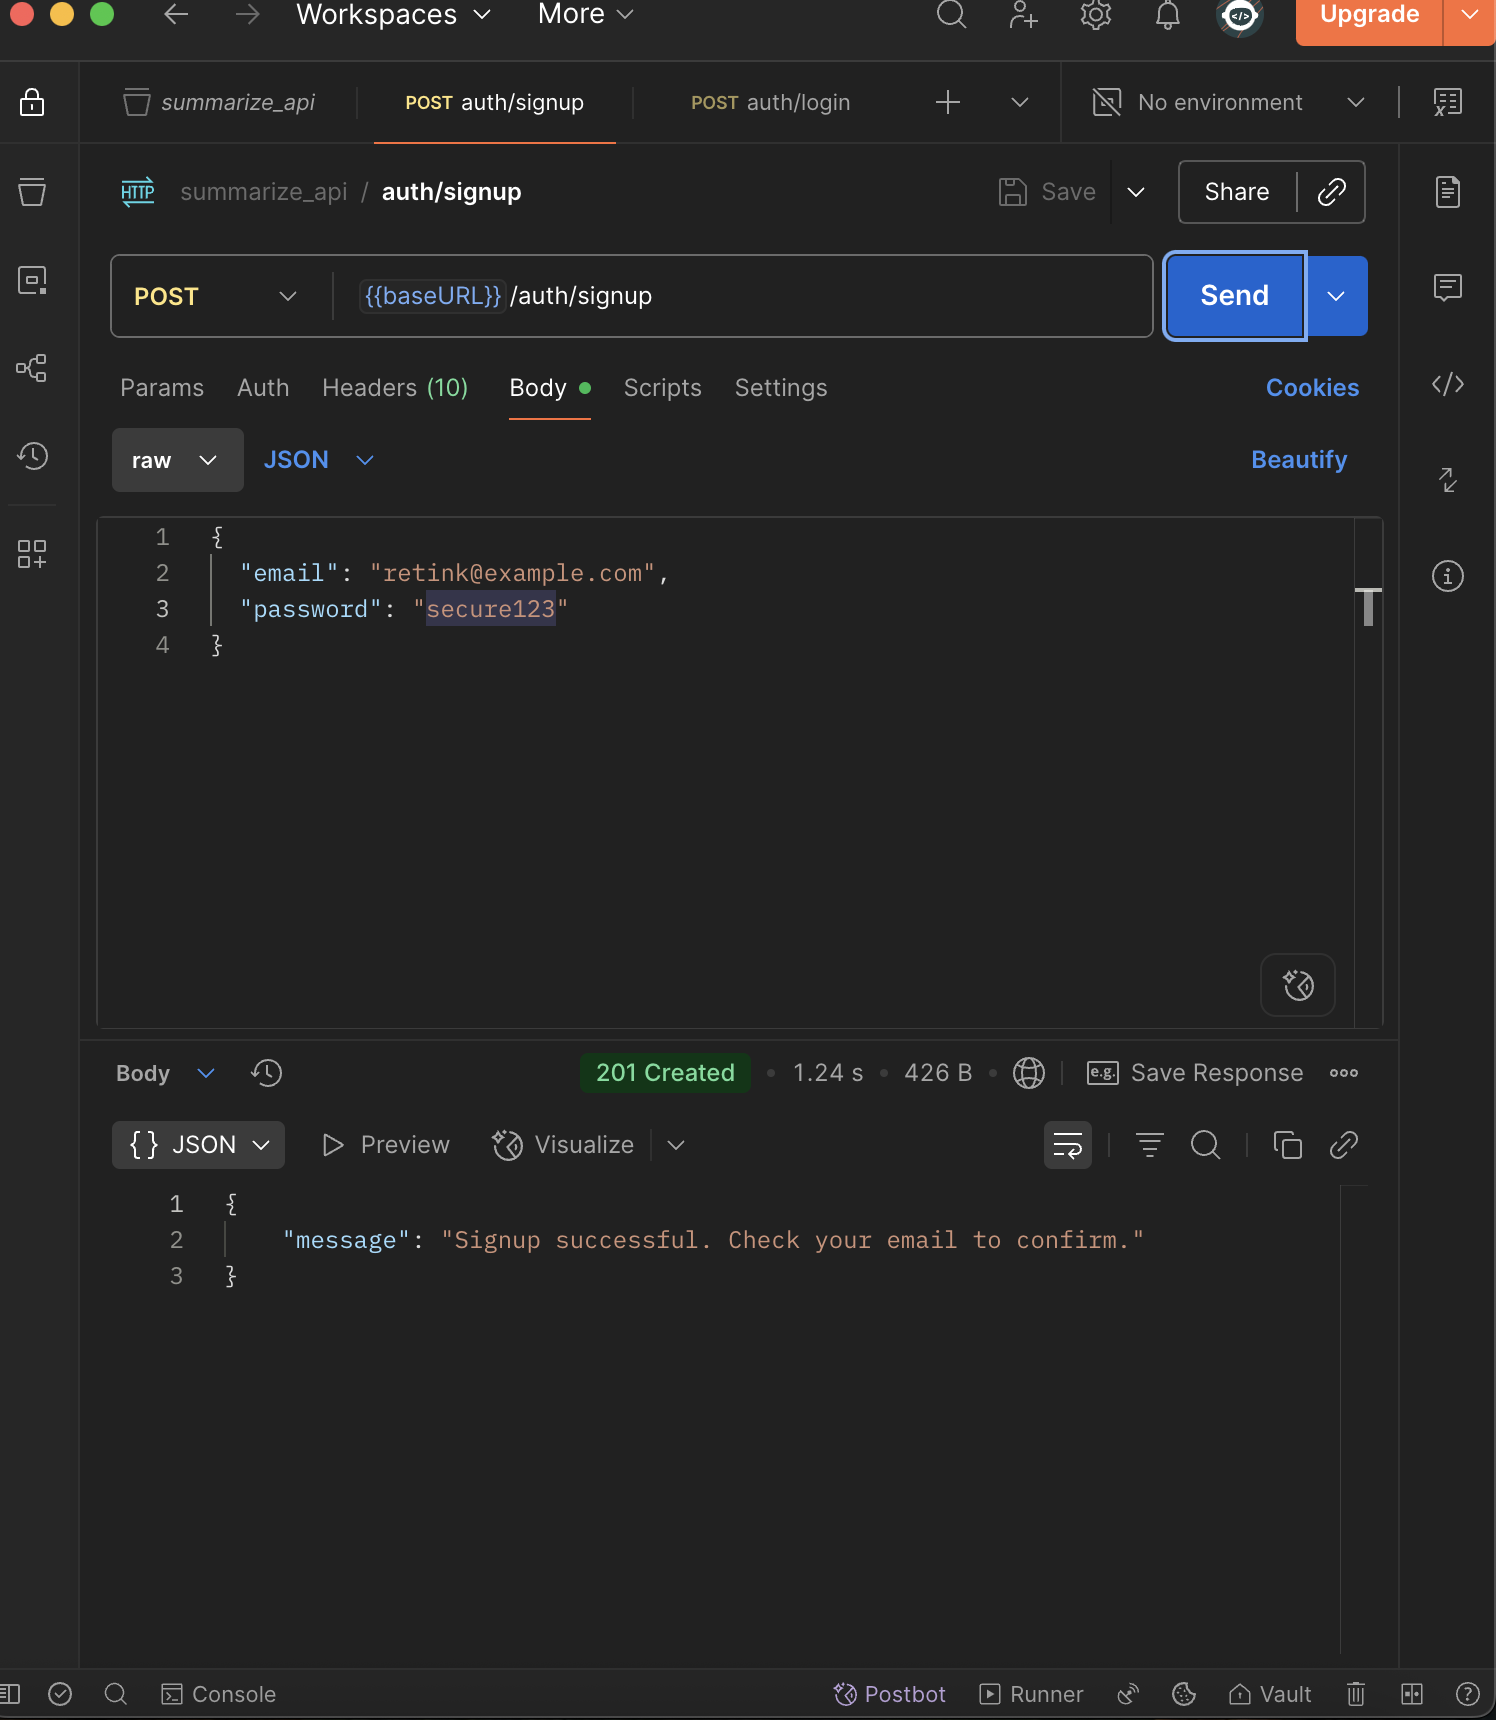 Workspaces More Upgrade
summarize_api POST auth/signup POST auth/login No environment
HTTP summarize_api / auth/signup Save Share
POST {{baseURL}} /auth/signup Send
Params Auth Headers (10) Body Scripts Settings Cookies
raw JSON Beautify
1 {
2 "email": "retink@example.com",
3 "password": "secure123"
4 }
Body 201 Created • 1.24 s • 426 B • e.g. Save Response
{ } JSON Preview Visualize
1 {
2 "message": "Signup successful. Check your email to confirm."
3 }
Console Postbot Runner Vault